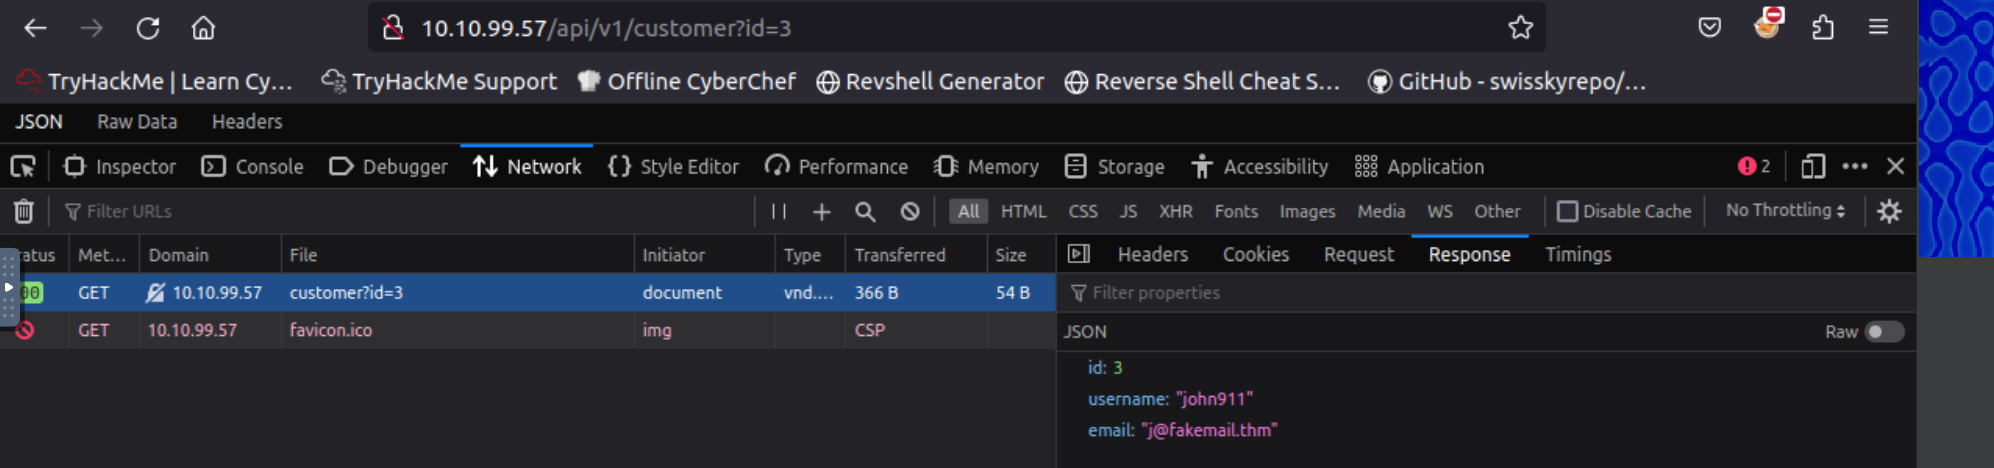 10.10.99.57/api/v1/customer?id=3
TryHackMe | Learn Cy... TryHackMe Support Offline CyberChef Revshell Generator Reverse Shell Cheat S... GitHub - swisskyrepo/...
JSON Raw Data Headers
Inspector Console Debugger Network Style Editor Performance Memory Storage Accessibility Application 2
Filter URLs All HTML CSS JS XHR Fonts Images Media WS Other Disable Cache No Throttling
atus Met... Domain File Initiator Type Transferred Size Headers Cookies Request Response Timings
00 GET 10.10.99.57 customer?id=3 document vnd.... 366 B 54 B Filter properties
GET 10.10.99.57 favicon.ico img CSP JSON Raw
id: 3
username: "john911"
email: "j@fakemail.thm"